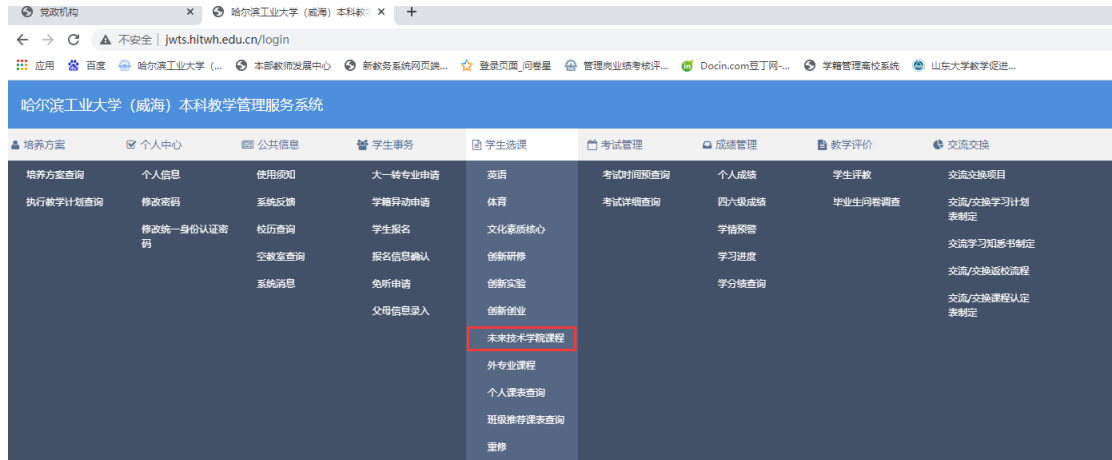 党政机构
哈尔滨工业大学（威海）本科教学
不安全 | jwts.hitwh.edu.cn/login
应用 百度 哈尔滨工业大学（... 本部教师发展中心 新教务系统网页端... 登录页面_问卷星 管理岗业绩考核评... Docin.com豆丁网-... 学籍管理离校系统 山东大学教学促进...
哈尔滨工业大学（威海）本科教学管理服务系统
培养方案 个人中心 公共信息 学生事务 学生选课 考试管理 成绩管理 教学评价 交流交换
培养方案查询 个人信息 使用须知 大一转专业申请 英语 考试时间预查询 个人成绩 学生评教 交流交换项目
执行教学计划查询 修改密码 系统反馈 学籍异动申请 体育 考试详细查询 四六级成绩 毕业生问卷调查 交流/交换学习计划
表制定
修改统一身份认证密 校历查询 学生报名 文化素质核心 学情预警
码
交流学习知悉书制定
空教室查询 报名信息确认 创新研修 学习进度
交流/交换返校流程
系统消息 免听申请 创新实验 学分绩查询
交流/交换课程认定
表制定
父母信息录入 创新创业
未来技术学院课程
外专业课程
个人课表查询
班级推荐课表查询
重修